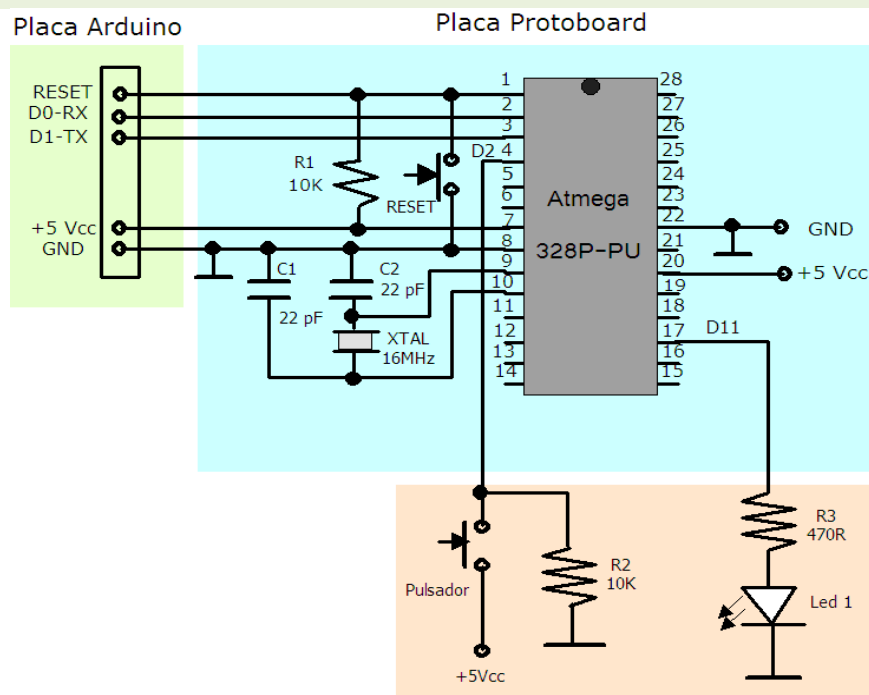 Placa Arduino
Placa Protoboard
RESET
D0-RX
D1-TX
+5 Vcc
GND
R1
10K
RESET
C1
22 pF
C2
22 pF
XTAL
16MHz
D2
1
2
3
4
5
6
7
8
9
10
11
12
13
14
Atmega
328P-PU
28
27
26
25
24
23
22
21
20
19
18
17
16
15
GND
+5 Vcc
D11
Pulsador
+5Vcc
R2
10K
R3
470R
Led 1